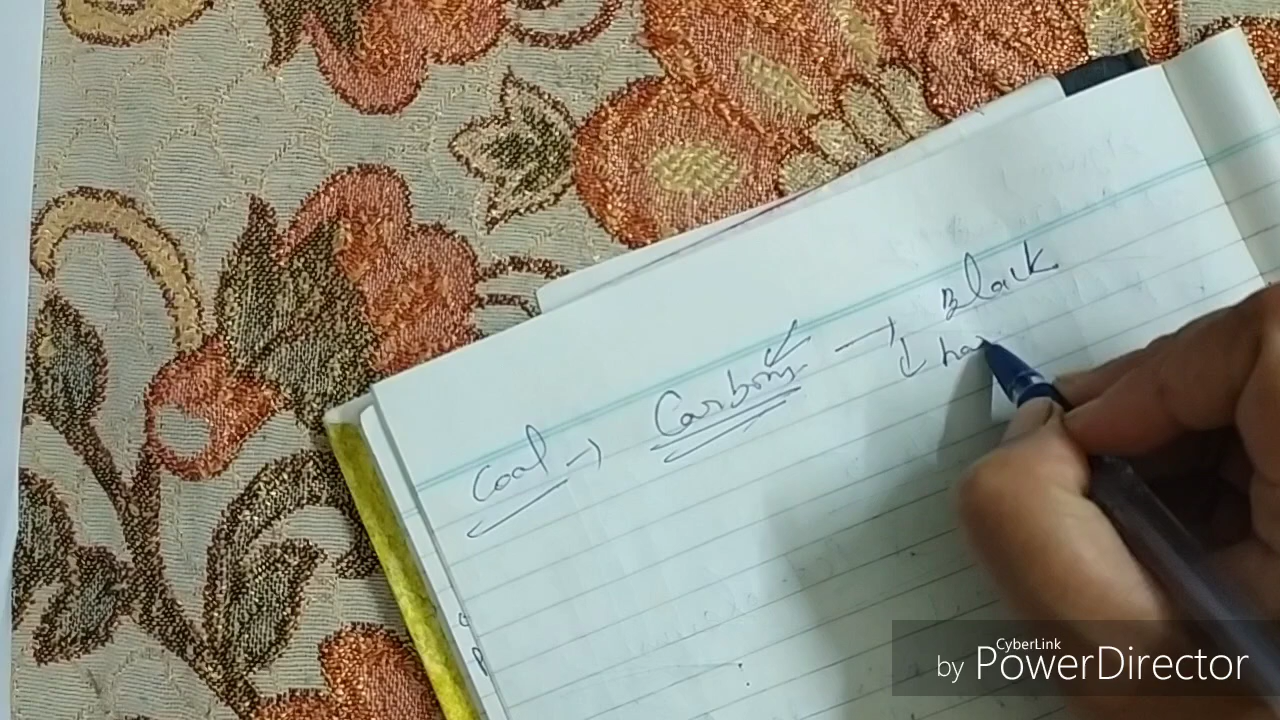 coal → Carbon → Black
↓ ha
CyberLink
by PowerDirector